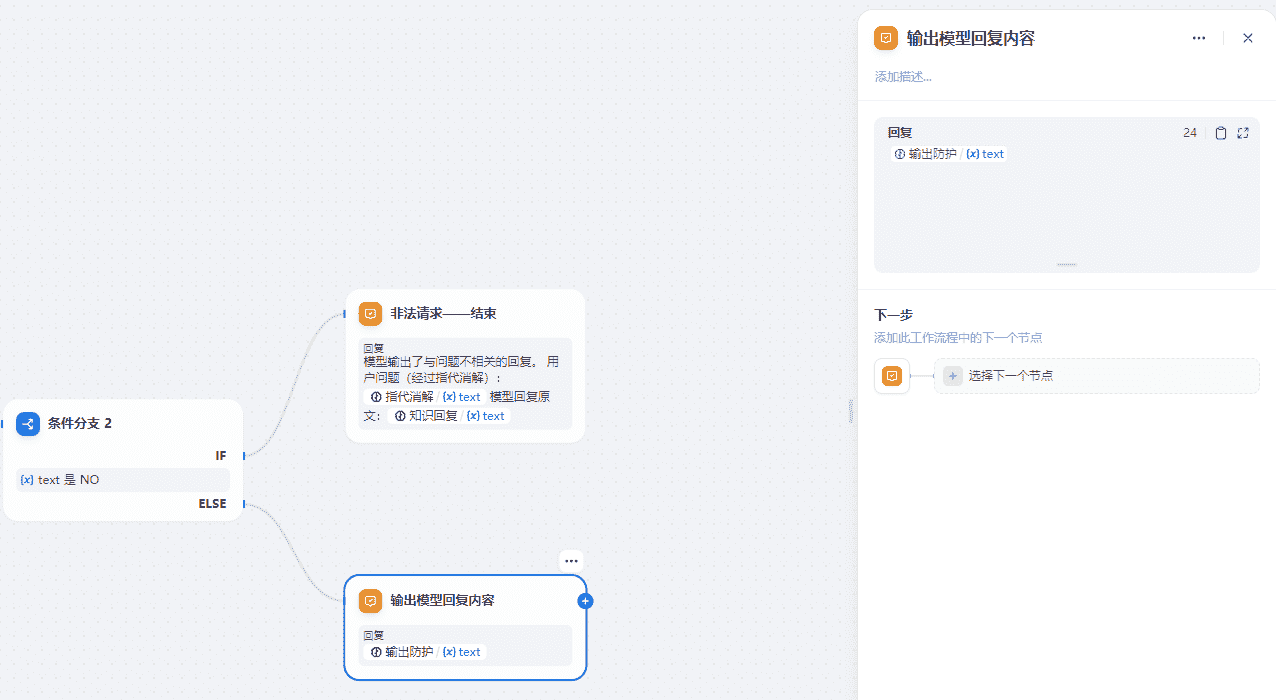 条件分支 2
IF
{x} text 是 NO
ELSE
非法请求——结束
回复
模型输出了与问题不相关的回复。 用
户问题（经过指代消解）：
指代消解 / {x} text 模型回复原
文： 知识回复 / {x} text
输出模型回复内容
回复
输出防护 / {x} text
输出模型回复内容
添加描述...
回复 24
输出防护 / {x} text
下一步
添加此工作流程中的下一个节点
选择下一个节点